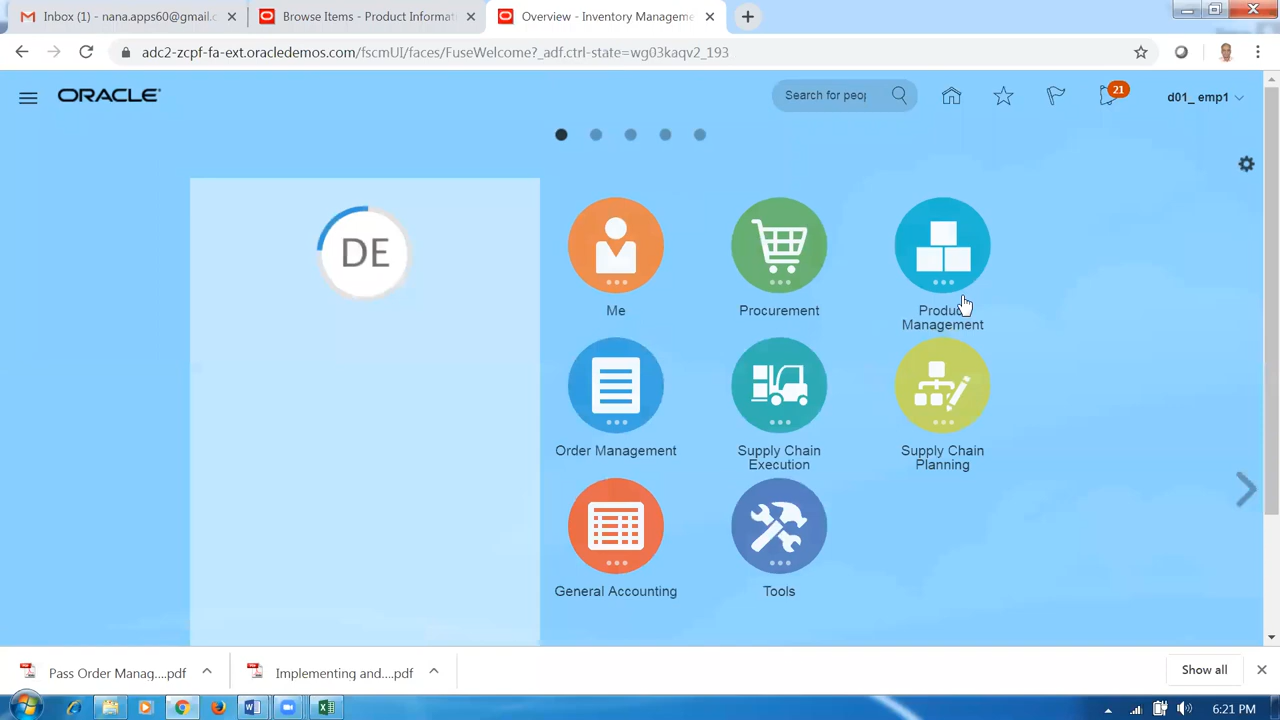 Inbox (1) - nana.apps60@gmail.c
Browse Items - Product Informati
Overview - Inventory Manageme
adc2-zcpf-fa-ext.oracledemos.com/fscmUI/faces/FuseWelcome?_adf.ctrl-state=wg03kaqv2_193
ORACLE
Search for peop
21
d01_ emp1
DE
Me
Procurement
Product
Management
Order Management
Supply Chain
Execution
Supply Chain
Planning
General Accounting
Tools
Pass Order Manag....pdf
Implementing and....pdf
Show all
6:21 PM